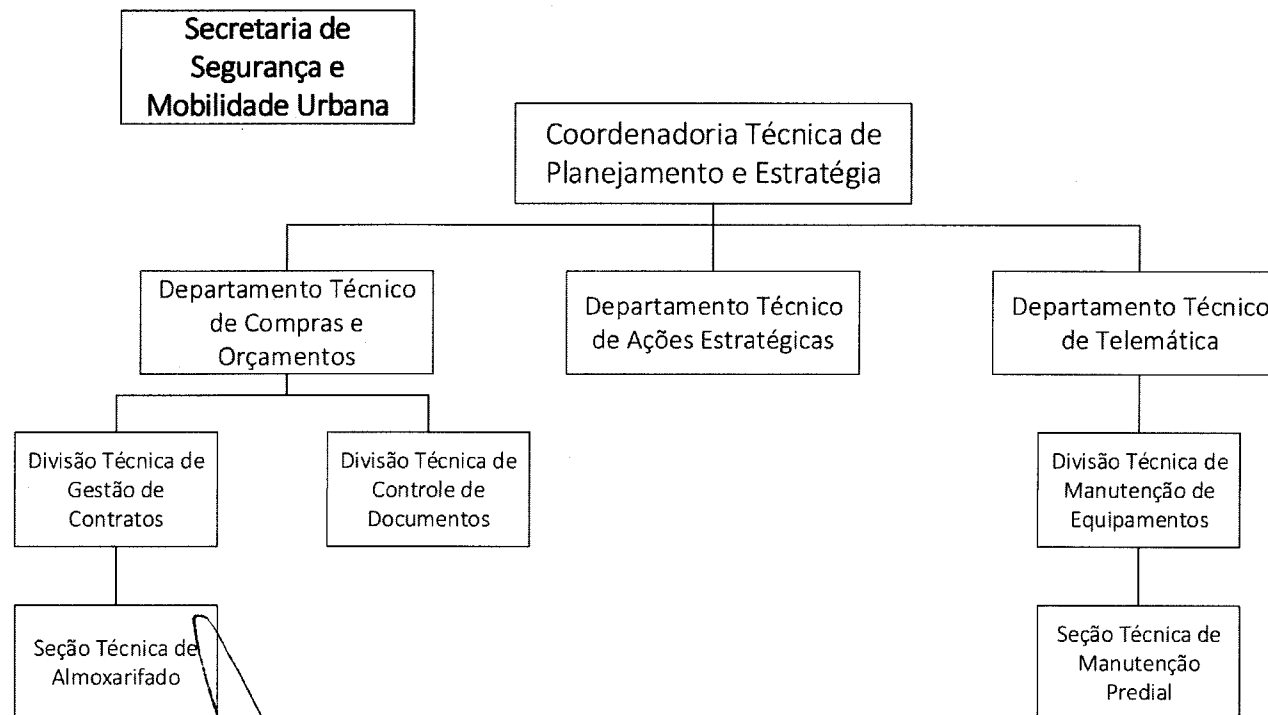 Secretaria de
Segurança e
Mobilidade Urbana
Coordenadoria Técnica de
Planejamento e Estratégia
Departamento Técnico
de Compras e
Orçamentos
Departamento Técnico
de Ações Estratégicas
Departamento Técnico
de Telemática
Divisão Técnica de
Gestão de
Contratos
Divisão Técnica de
Controle de
Documentos
Divisão Técnica de
Manutenção de
Equipamentos
Seção Técnica de
Almoxarifado
Seção Técnica de
Manutenção
Predial